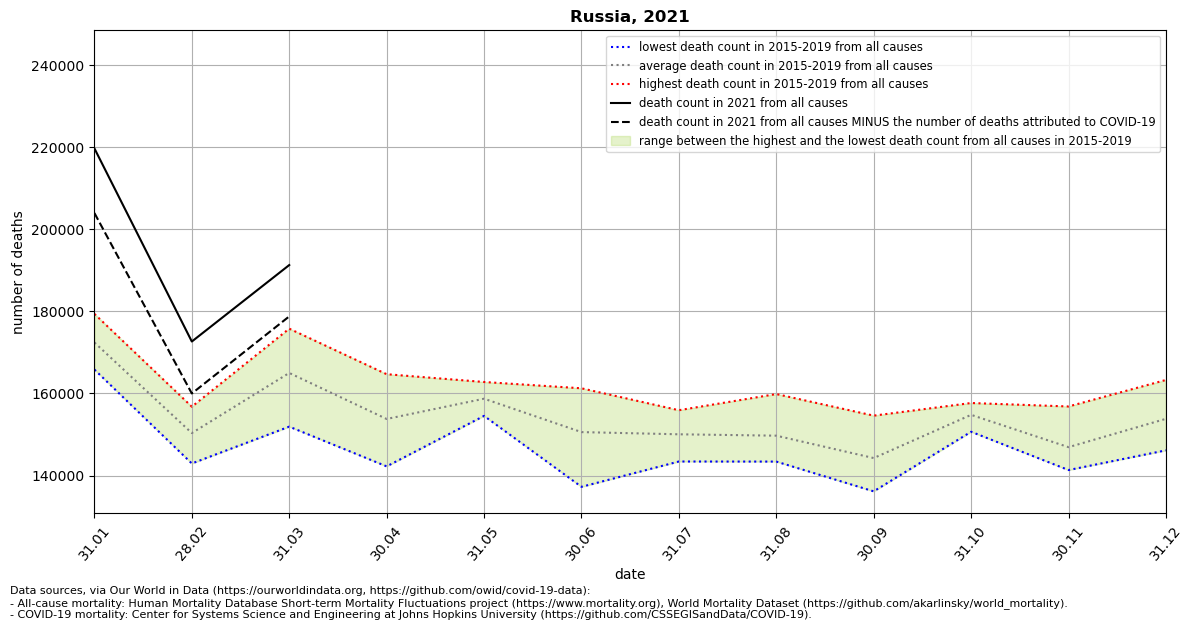 Russia, 2021
240000
220000
200000
180000
160000
140000
number of deaths
lowest death count in 2015-2019 from all causes
average death count in 2015-2019 from all causes
highest death count in 2015-2019 from all causes
death count in 2021 from all causes
death count in 2021 from all causes MINUS the number of deaths attributed to COVID-19
range between the highest and the lowest death count from all causes in 2015-2019
31.01
28.02
31.03
30.04
31.05
30.06
31.07
31.08
30.09
31.10
30.11
31.12
date
Data sources, via Our World in Data (https://ourworldindata.org, https://github.com/owid/covid-19-data):
- All-cause mortality: Human Mortality Database Short-term Mortality Fluctuations project (https://www.mortality.org), World Mortality Dataset (https://github.com/akarlinsky/world_mortality).
- COVID-19 mortality: Center for Systems Science and Engineering at Johns Hopkins University (https://github.com/CSSEGISandData/COVID-19).